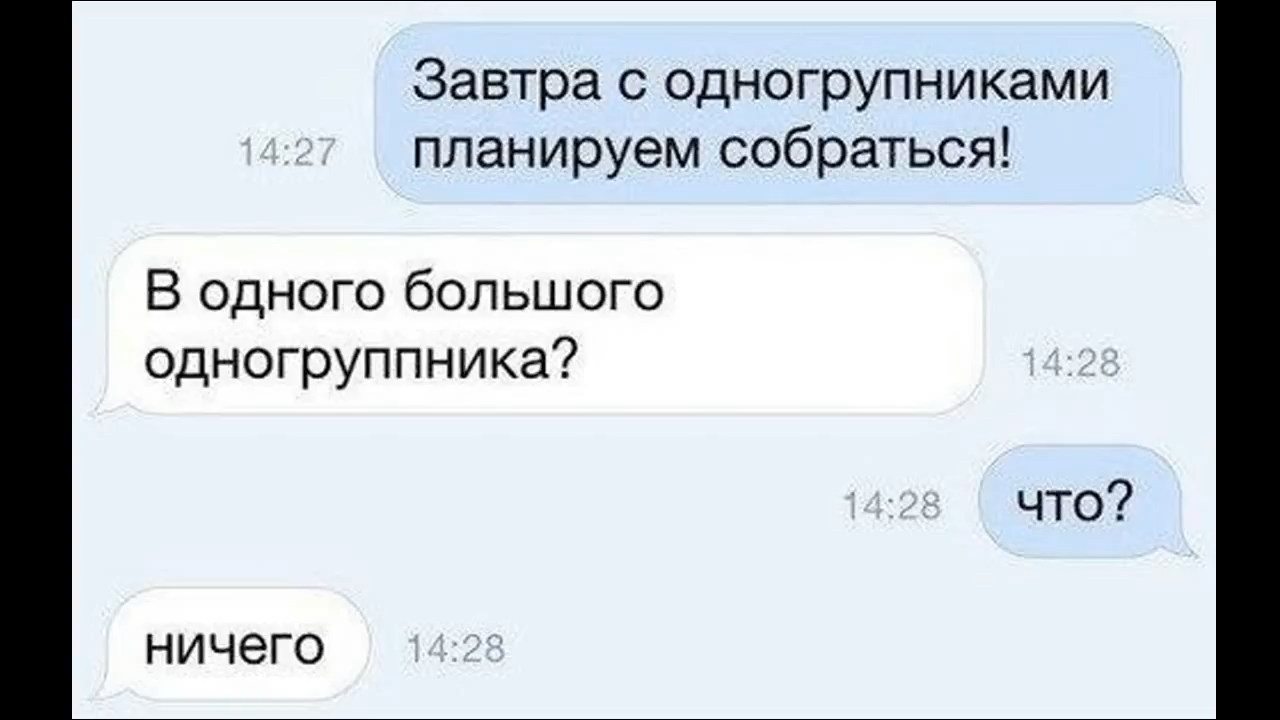 Завтра с одногрупниками
планируем собраться!
14:27
В одного большого
одногруппника?
14:28
что?
14:28
ничего
14:28